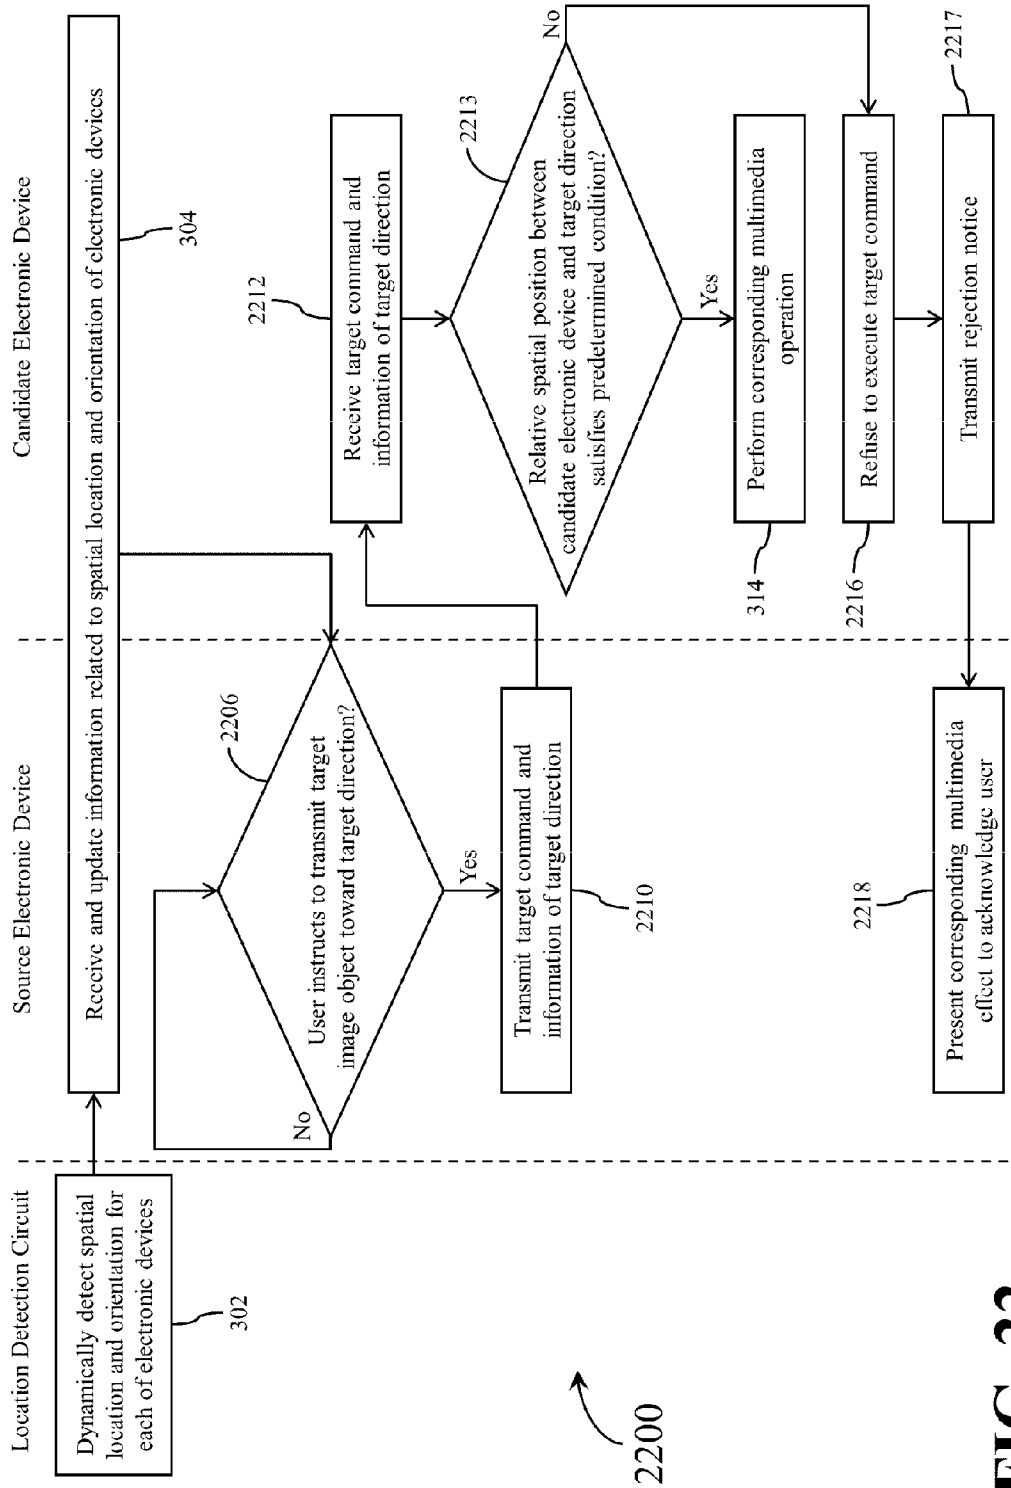 Location Detection Circuit
Source Electronic Device
Candidate Electronic Device
Dynamically detect spatial
location and orientation for
each of electronic devices
302
Receive and update information related to spatial location and orientation of electronic devices
304
No
User instructs to transmit target
image object toward target direction?
2206
Yes
Transmit target command and
information of target direction
2210
2212
Receive target command and
information of target direction
2213
Relative spatial position between
candidate electronic device and target direction
satisfies predetermined condition?
No
Yes
314
Perform corresponding multimedia
operation
2216
Refuse to execute target command
Transmit rejection notice
2217
2218
Present corresponding multimedia
effect to acknowledge user
2200
FIG. 22